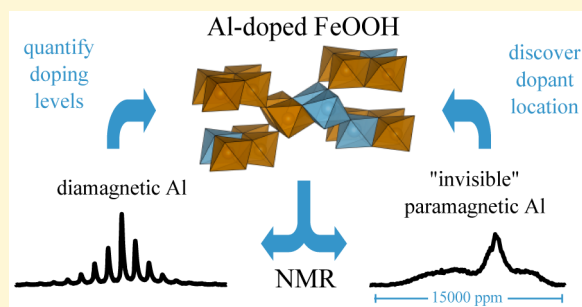 Al-doped FeOOH
quantify
doping
levels
discover
dopant
location
diamagnetic Al
"invisible"
paramagnetic Al
NMR
15000 ppm